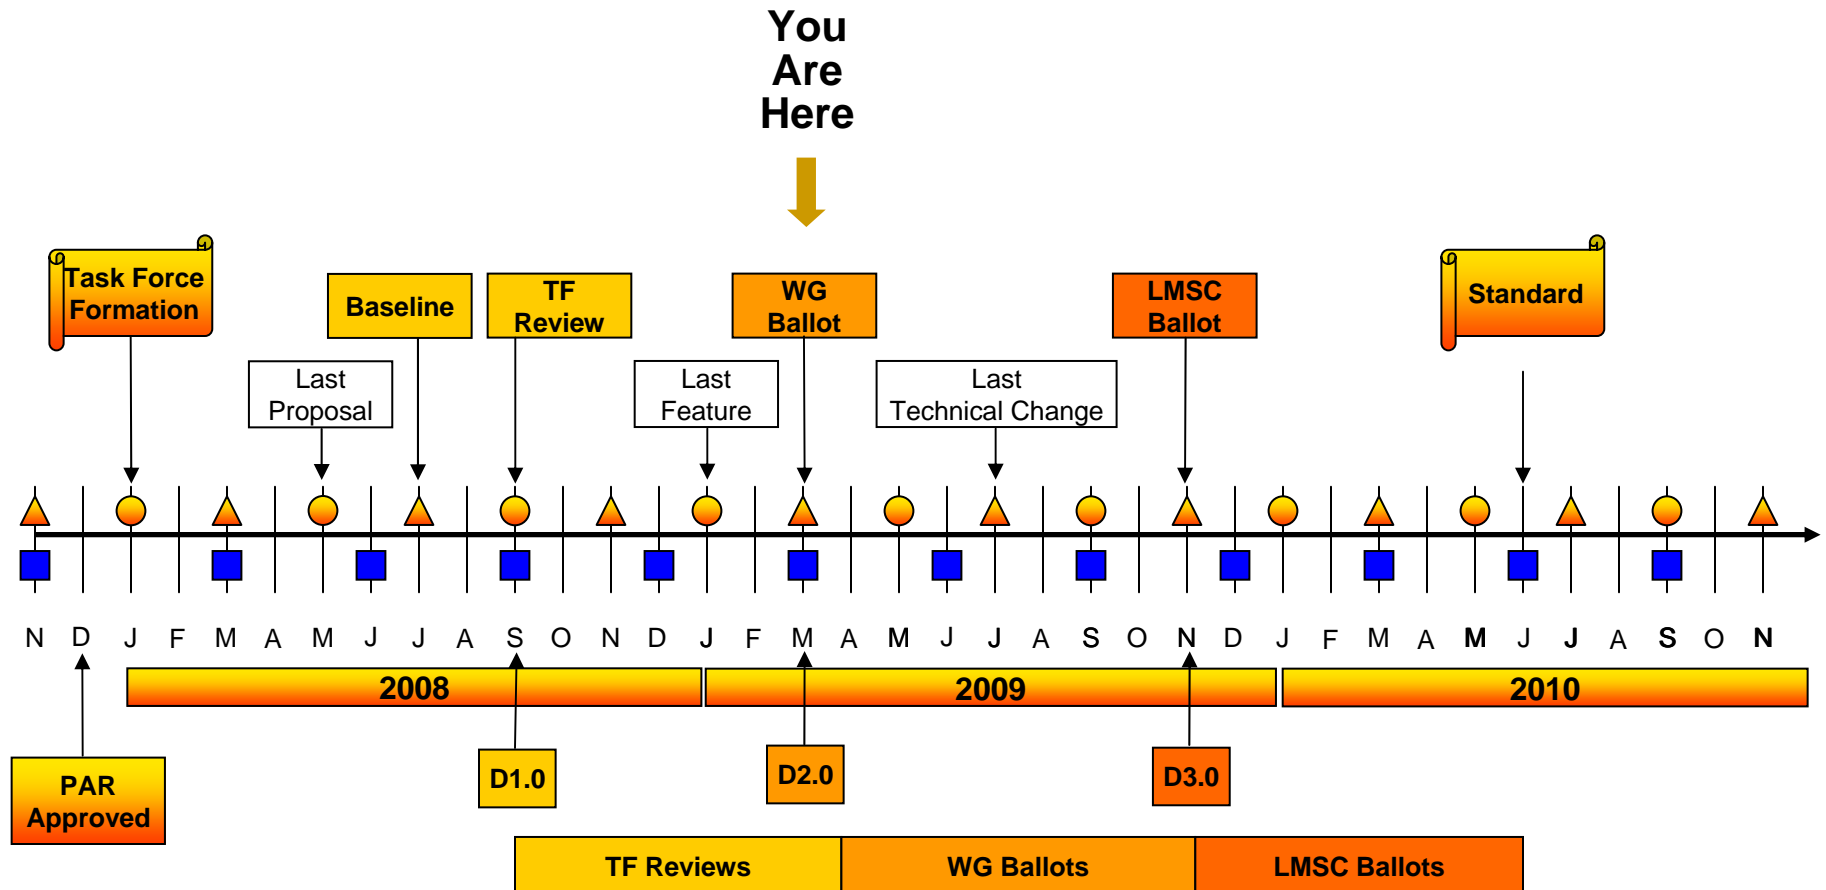 You
Are
Here
Task Force
Formation
Baseline
TF
Review
WG
Ballot
LMSC
Ballot
Standard
Last
Proposal
Last
Feature
Last
Technical Change
N D J F M A M J J A S O N D J F M A M J J A S O N D J F M A M J J A S O N
2008 2009 2010
PAR
Approved
D1.0
D2.0
D3.0
TF Reviews WG Ballots LMSC Ballots